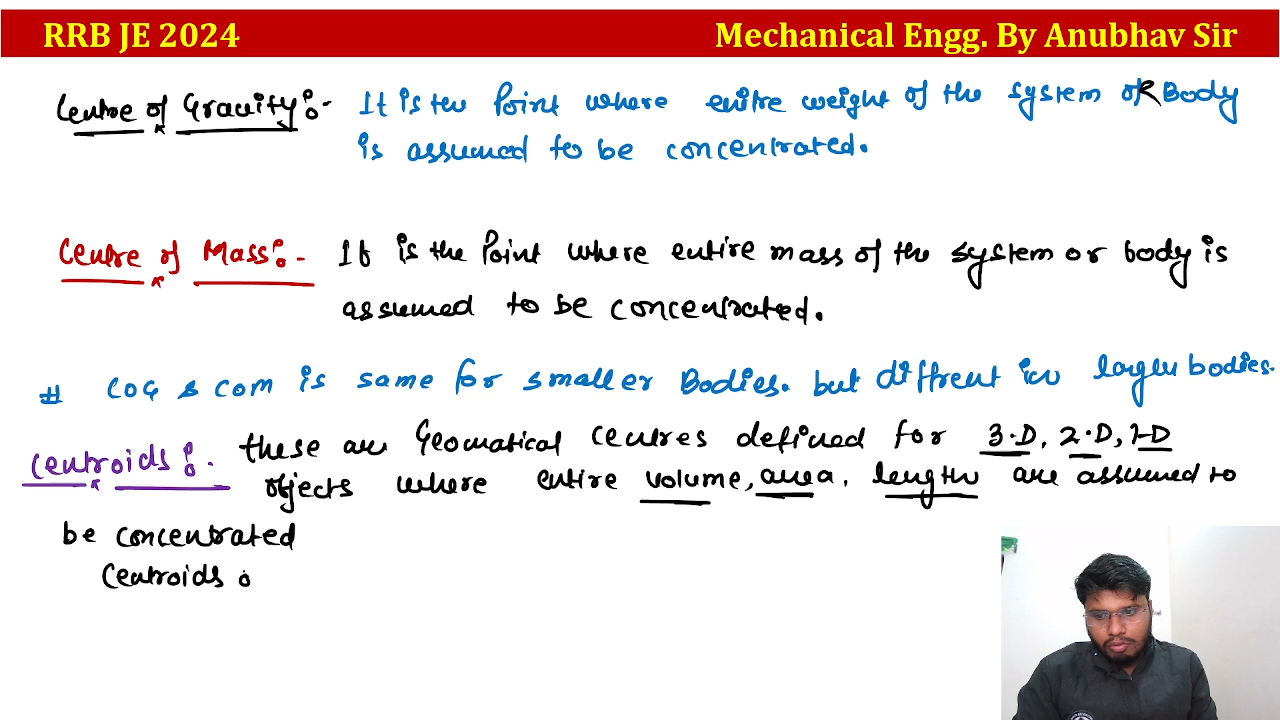 RRB JE 2024
Mechanical Engg. By Anubhav Sir
Centre of Gravity:- It is the Point where entire weight of the system oR Body
is assumed to be concentrated.
Centre of Mass:- It is the Point where entire mass of the system or body is
assumed to be concentrated.
# COG & COM is same for smaller Bodies. but diffrent in larger bodies.
Centroids:- these are Geomatical centres defined for 3-D, 2-D, 1-D
objects where entire volume, area, length are assumed to
be concentrated
Centroids o